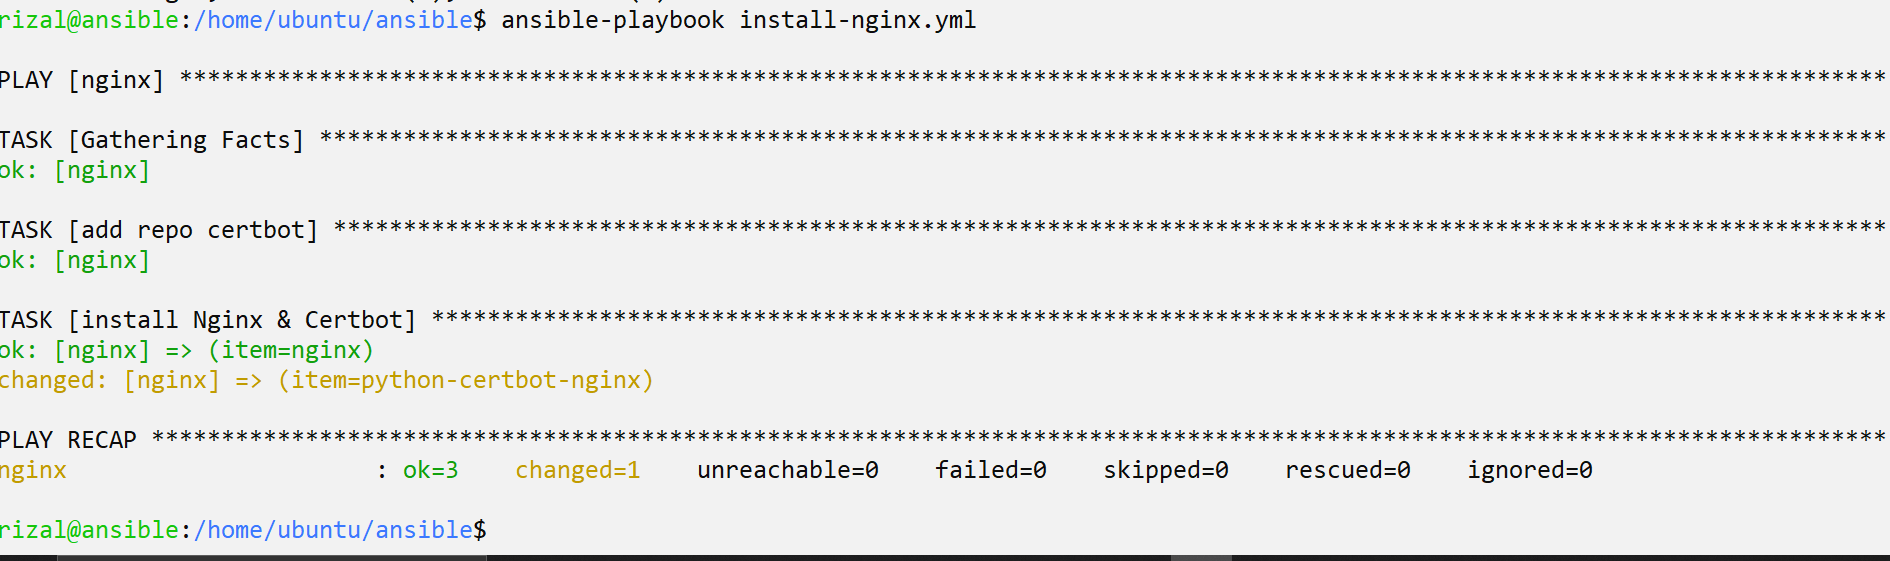 rizal@ansible:/home/ubuntu/ansible$ ansible-playbook install-nginx.yml
PLAY [nginx] **************************************************************************************************************************
TASK [Gathering Facts] ****************************************************************************************************************
ok: [nginx]
TASK [add repo certbot] ***************************************************************************************************************
ok: [nginx]
TASK [install Nginx & Certbot] ********************************************************************************************************
ok: [nginx] => (item=nginx)
changed: [nginx] => (item=python-certbot-nginx)
PLAY RECAP ****************************************************************************************************************************
nginx                      : ok=3    changed=1    unreachable=0    failed=0    skipped=0    rescued=0    ignored=0
rizal@ansible:/home/ubuntu/ansible$